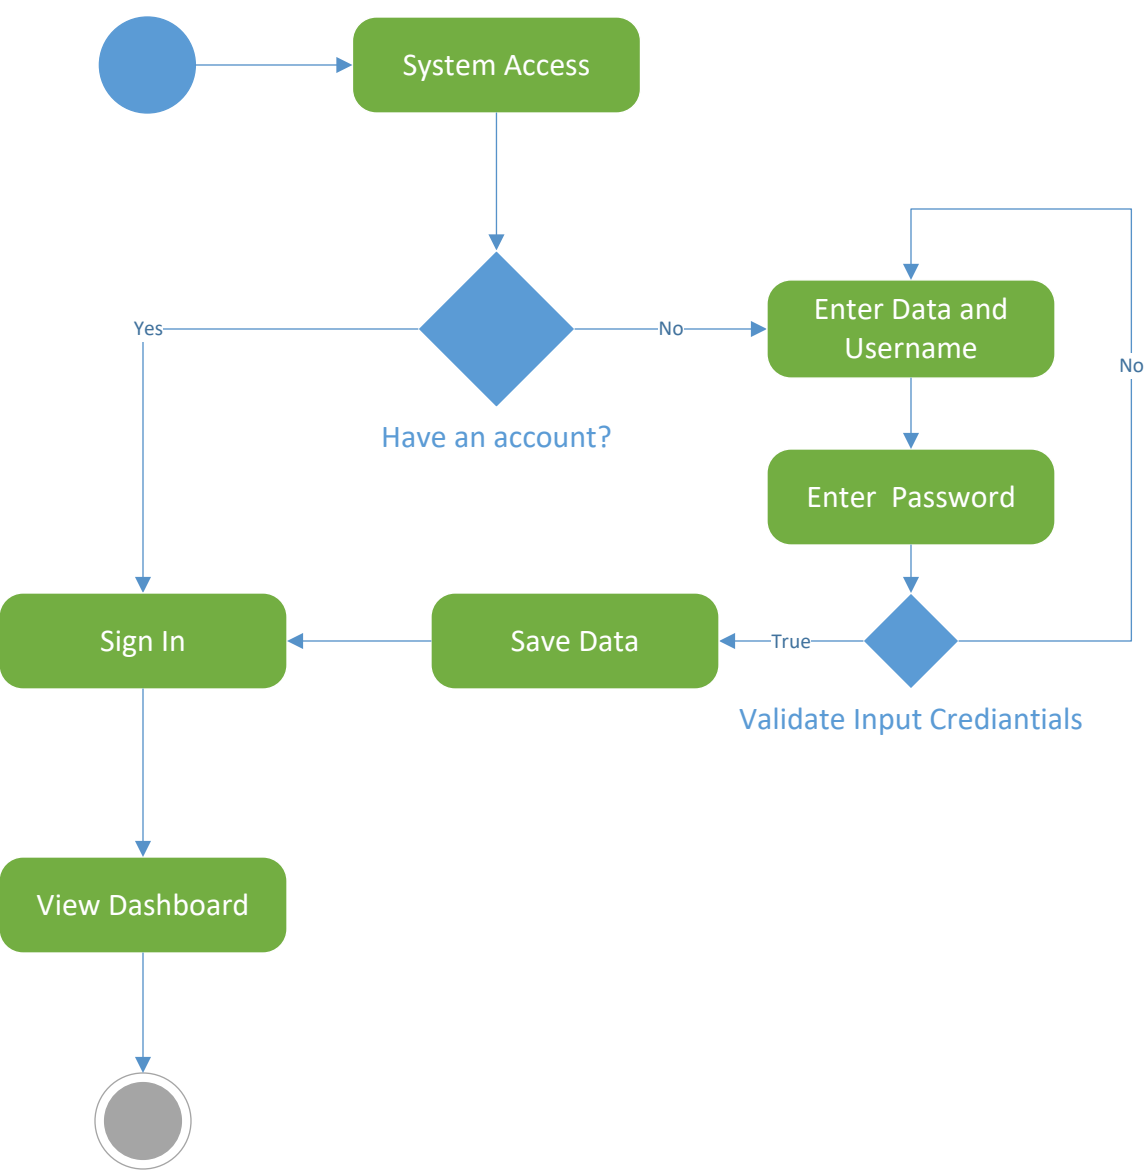 System Access
Enter Data and
Username
Yes
No
No
Have an account?
Enter  Password
Sign In
Save Data
True
Validate Input Crediantials
View Dashboard